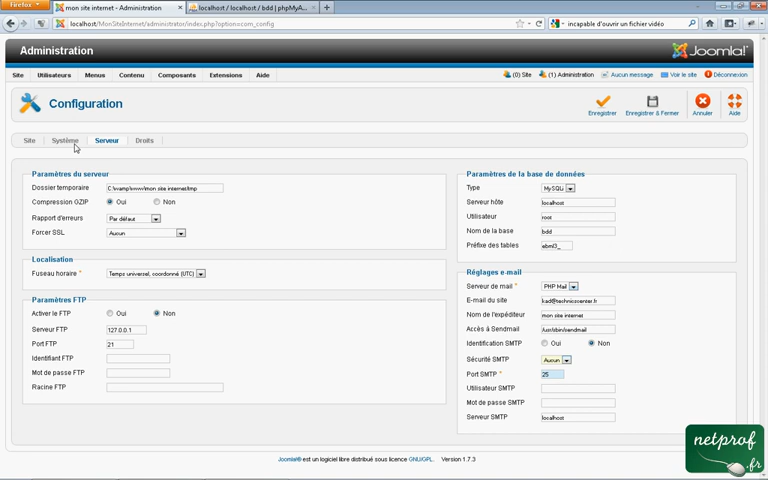 Firefox
mon site internet - Administration
localhost / localhost / bdd | phpMyA...
localhost/MonSiteInternet/administrator/index.php?option=com_config
incapable d'ouvrir un fichier vidéo
Administration
Joomla!
Site Utilisateurs Menus Contenu Composants Extensions Aide
(0) Site (1) Administration Aucun message Voir le site Déconnexion
Configuration
Enregistrer Enregistrer & Fermer Annuler Aide
Site Système Serveur Droits
Paramètres du serveur
Dossier temporaire C:\wamp\www\mon site internet\tmp
Compression GZIP Oui Non
Rapport d'erreurs Par défaut
Forcer SSL Aucun
Localisation
Fuseau horaire * Temps universel, coordonné (UTC)
Paramètres FTP
Activer le FTP Oui Non
Serveur FTP 127.0.0.1
Port FTP 21
Identifiant FTP
Mot de passe FTP
Racine FTP
Paramètres de la base de données
Type MySQLi
Serveur hôte localhost
Utilisateur root
Nom de la base bdd
Préfixe des tables
Réglages e-mail
Serveur de mail * PHP Mail
E-mail du site kad@technicscenter.fr
Nom de l'expéditeur mon site internet
Accès à Sendmail /usr/sbin/sendmail
Identification SMTP Oui Non
Sécurité SMTP Aucun
Port SMTP * 25
Utilisateur SMTP
Mot de passe SMTP
Serveur SMTP localhost
Joomla!® est un logiciel libre distribué sous licence GNU/GPL. Version 1.7.3
netprof
.fr